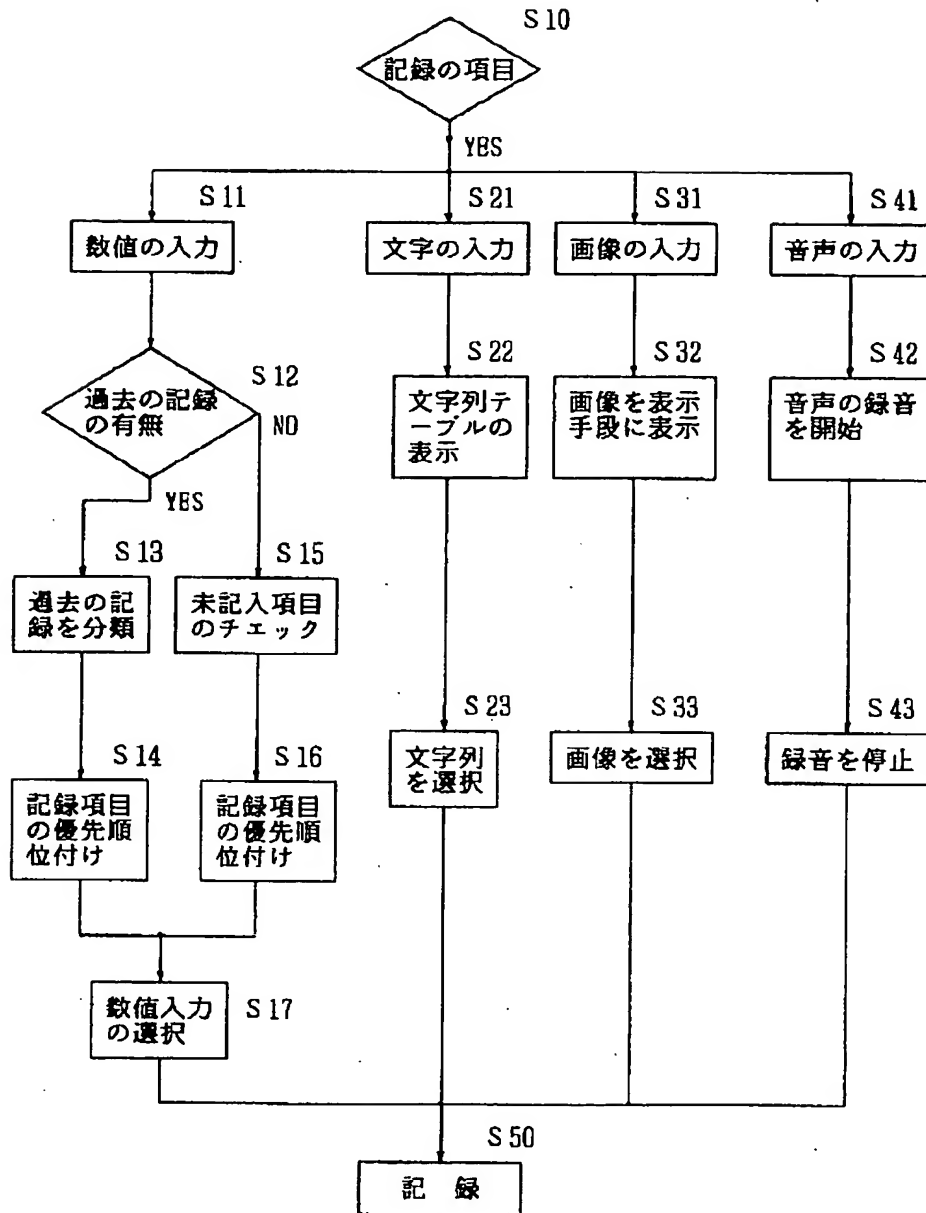 S10
記録の項目
YES
S11
数値の入力
S21
文字の入力
S31
画像の入力
S41
音声の入力
S12
過去の記録
の有無
NO
YES
S22
文字列テ
ーブルの
表示
S32
画像を表示
手段に表示
S42
音声の録音
を開始
S13
過去の記
録を分類
S15
未記入項目
のチェック
S14
記録項目
の優先順
位付け
S16
記録項目
の優先順
位付け
S23
文字列
を選択
S33
画像を選択
S43
録音を停止
S17
数値入力
の選択
S50
記 録